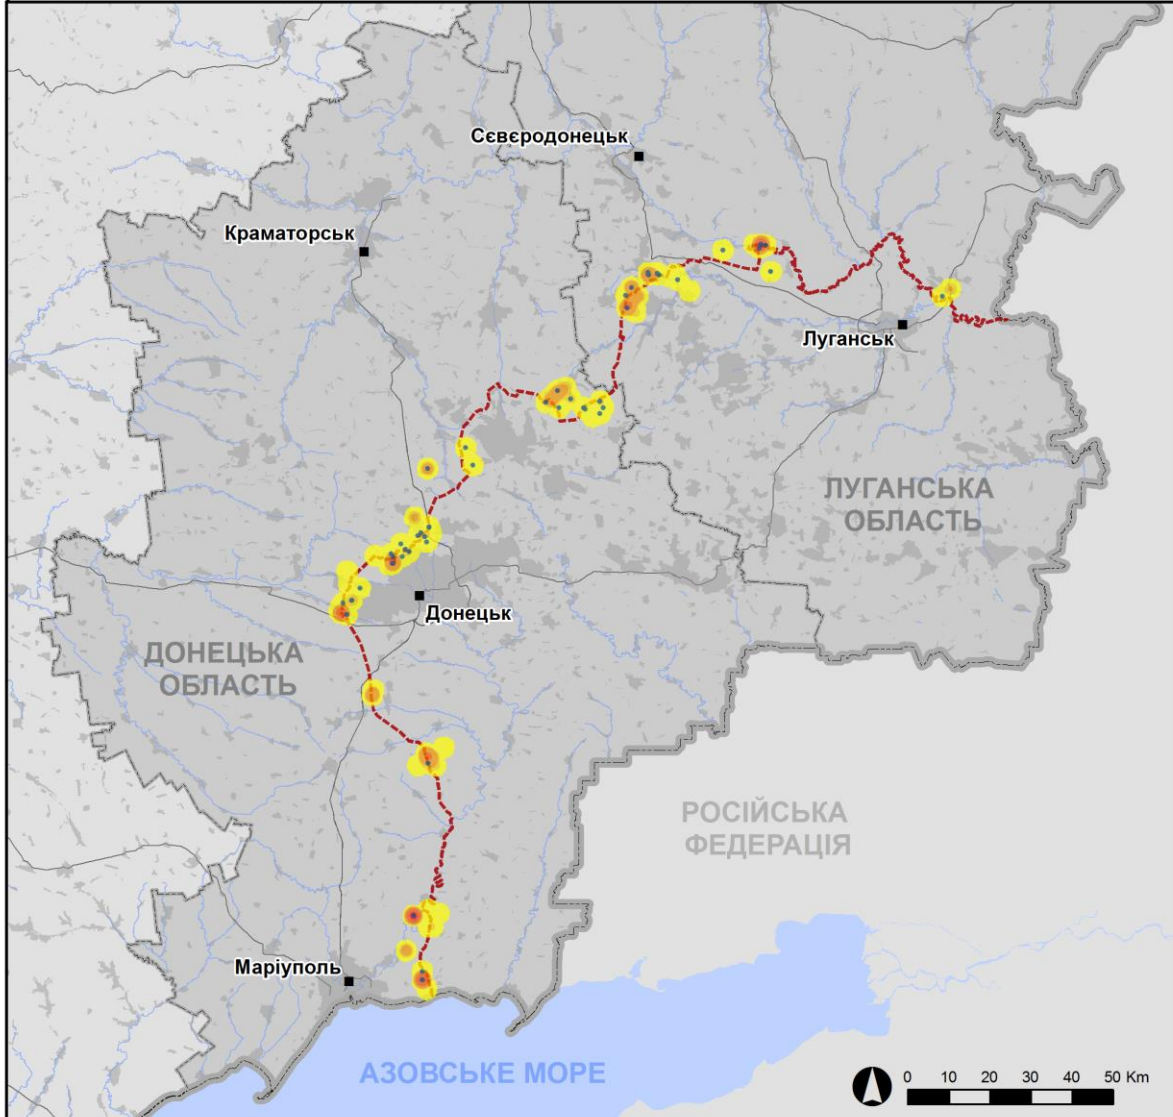 Сєвєродонецьк
Краматорськ
Луганськ
ЛУГАНСЬКА
ОБЛАСТЬ
Донецьк
ДОНЕЦЬКА
ОБЛАСТЬ
РОСІЙСЬКА
ФЕДЕРАЦІЯ
Маріуполь
АЗОВСЬКЕ МОРЕ
0 10 20 30 40 50 Km